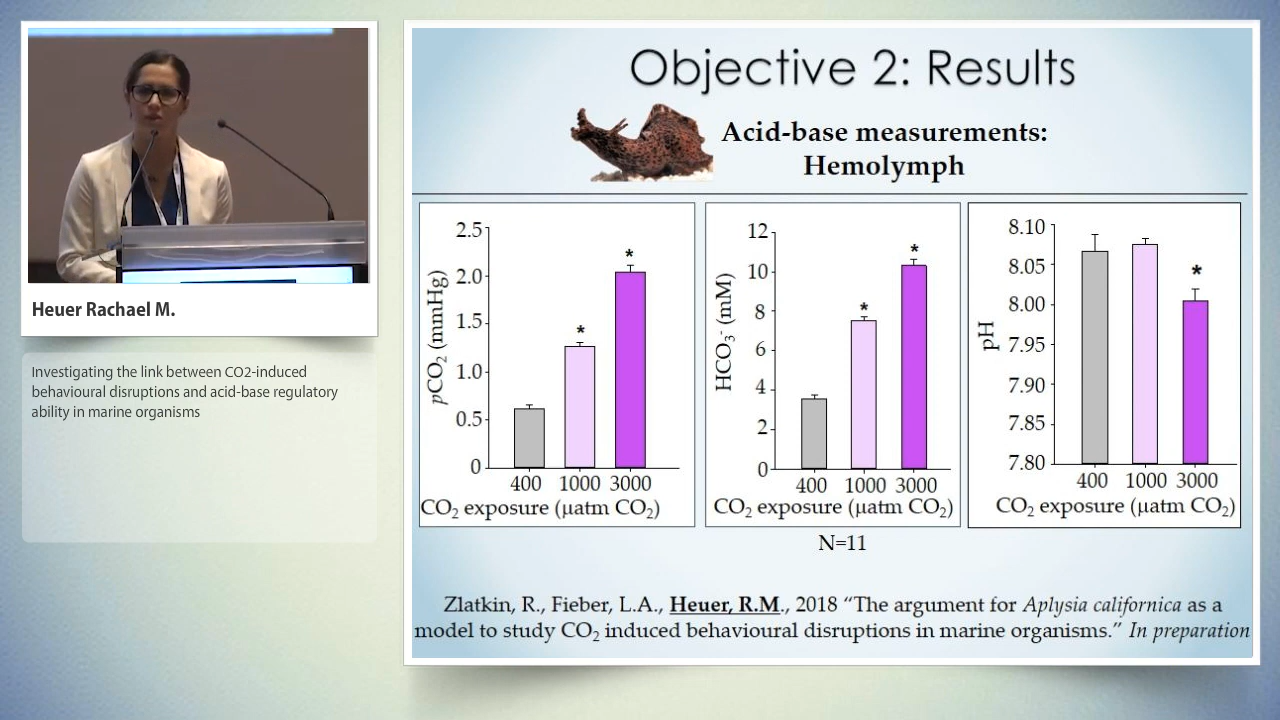 Objective 2: Results
Acid-base measurements:
Hemolymph
2.5
2.0
1.5
1.0
0.5
0
pCO2 (mmHg)
*
*
400 1000 3000
CO2 exposure (µatm CO2)
12
10
8
6
4
2
0
HCO3- (mM)
*
*
400 1000 3000
CO2 exposure (µatm CO2)
8.10
8.05
8.00
7.95
7.90
7.85
7.80
pH
*
400 1000 3000
CO2 exposure (µatm CO2)
N=11
Zlatkin, R., Fieber, L.A., Heuer, R.M., 2018 “The argument for Aplysia californica as a
model to study CO2 induced behavioural disruptions in marine organisms.” In preparation
Heuer Rachael M.
Investigating the link between CO2-induced
behavioural disruptions and acid-base regulatory
ability in marine organisms